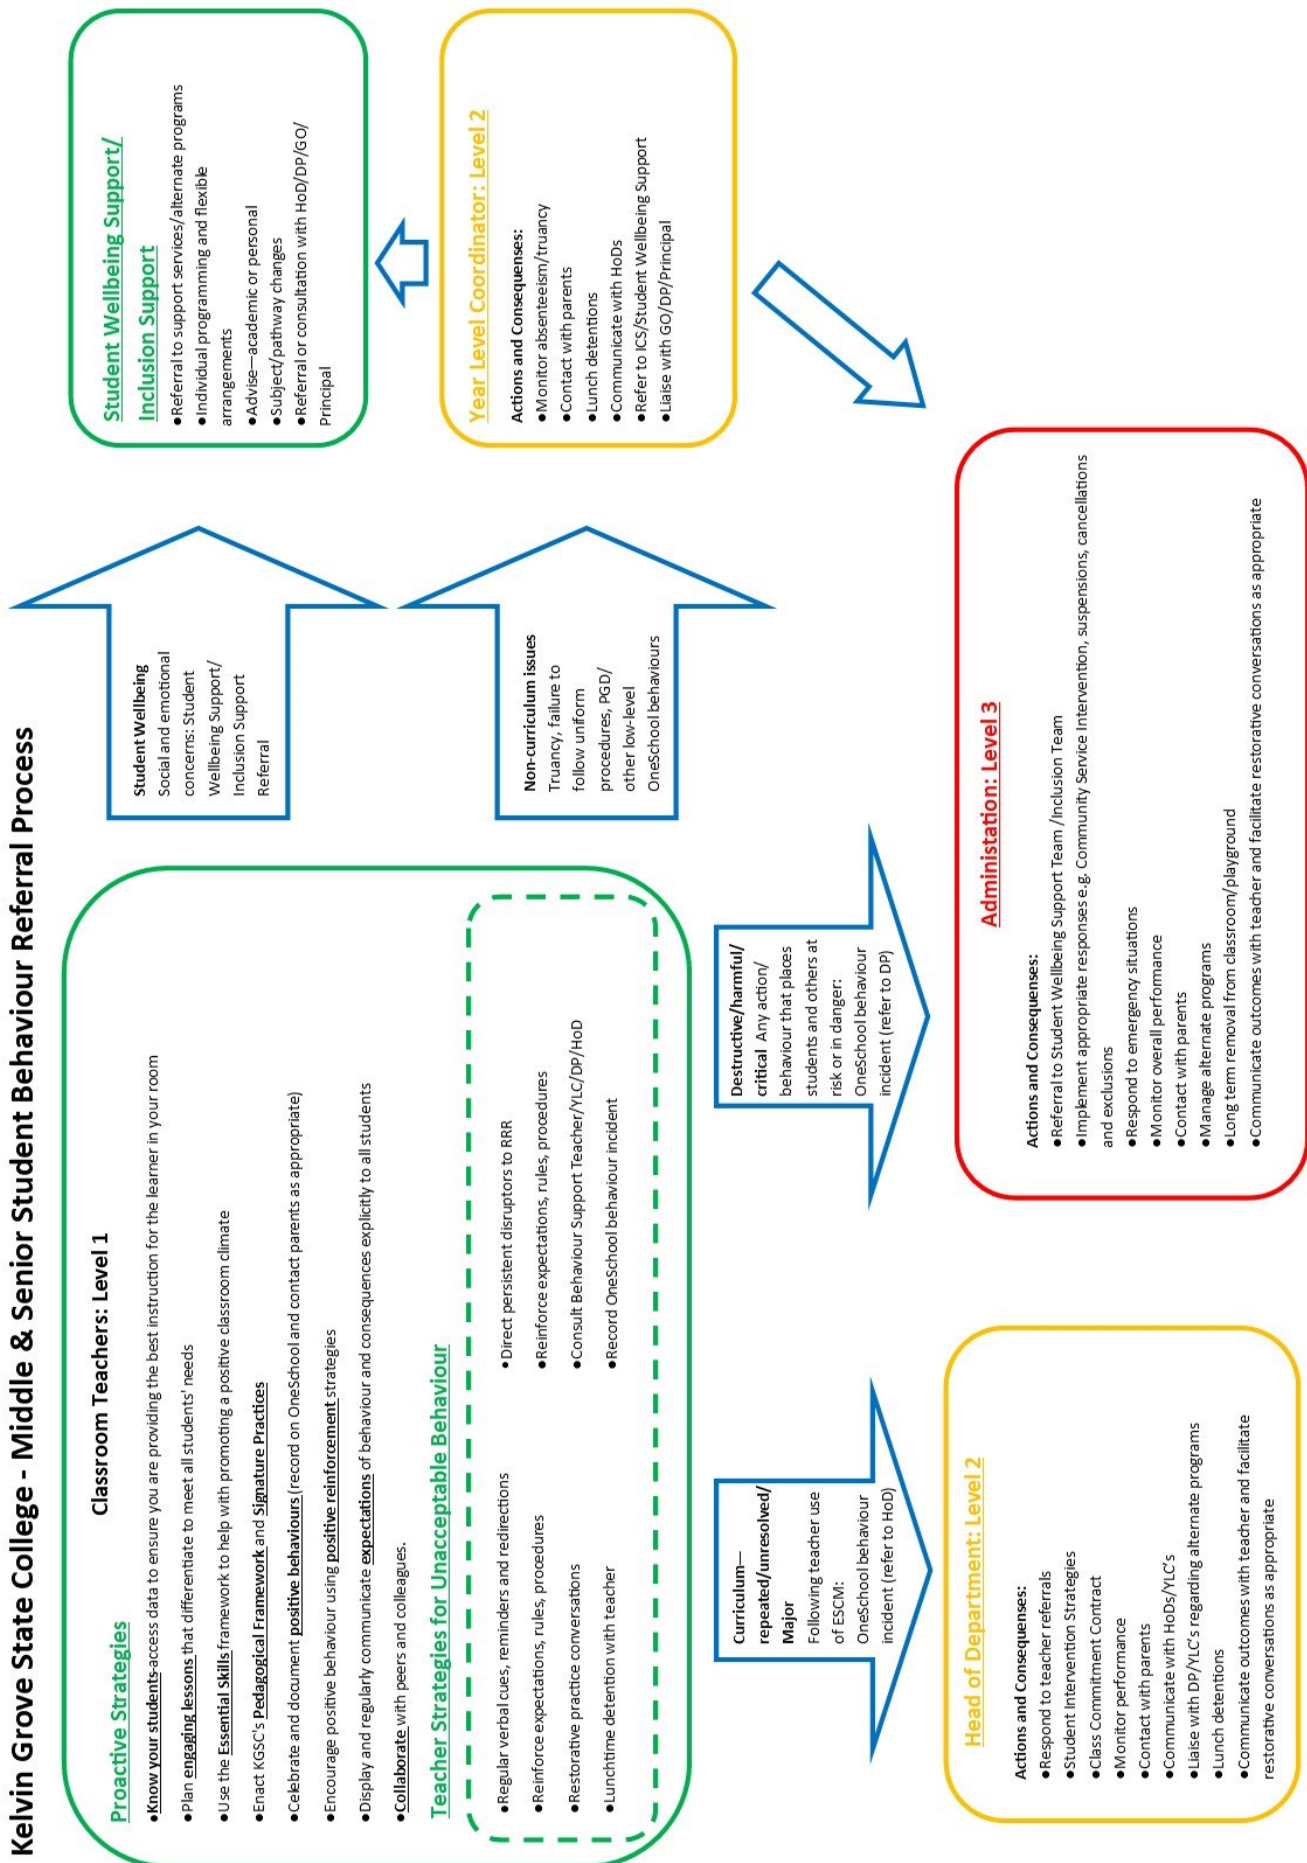 Kelvin Grove State College - Middle & Senior Student Behaviour Referral Process
Classroom Teachers: Level 1
Proactive Strategies
●Know your students-access data to ensure you are providing the best instruction for the learner in your room
●Plan engaging lessons that differentiate to meet all students' needs
●Use the Essential Skills framework to help with promoting a positive classroom climate
●Enact KGSC's Pedagogical Framework and Signature Practices
●Celebrate and document positive behaviours (record on OneSchool and contact parents as appropriate)
●Encourage positive behaviour using positive reinforcement strategies
●Display and regularly communicate expectations of behaviour and consequences explicitly to all students
●Collaborate with peers and colleagues.
Teacher Strategies for Unacceptable Behaviour
●Regular verbal cues, reminders and redirections
●Reinforce expectations, rules, procedures
●Restorative practice conversations
●Lunchtime detention with teacher
●Direct persistent disruptors to RRR
●Reinforce expectations, rules, procedures
●Consult Behaviour Support Teacher/YLC/DP/HoD
●Record OneSchool behaviour incident
Student Wellbeing
Social and emotional
concerns: Student
Wellbeing Support/
Inclusion Support
Referral
Student Wellbeing Support/
Inclusion Support
●Referral to support services/alternate programs
●Individual programming and flexible
arrangements
●Advise—academic or personal
●Subject/pathway changes
●Referral or consultation with HoD/DP/GO/
Principal
Non-curriculum issues
Truancy, failure to
follow uniform
procedures, PGD/
other low-level
OneSchool behaviours
Year Level Coordinator: Level 2
Actions and Consequenses:
●Monitor absenteeism/truancy
●Contact with parents
●Lunch detentions
●Communicate with HoDs
●Refer to ICS/Student Wellbeing Support
●Liaise with GO/DP/Principal
Curriculum—
repeated/unresolved/
Major
Following teacher use
of ESCM:
OneSchool behaviour
incident (refer to HoD)
Destructive/harmful/
critical Any action/
behaviour that places
students and others at
risk or in danger:
OneSchool behaviour
incident (refer to DP)
Head of Department: Level 2
Actions and Consequenses:
●Respond to teacher referrals
●Student Intervention Strategies
●Class Commitment Contract
●Monitor performance
●Contact with parents
●Communicate with HoDs/YLC's
●Liaise with DP/YLC's regarding alternate programs
●Lunch detentions
●Communicate outcomes with teacher and facilitate
restorative conversations as appropriate
Administation: Level 3
Actions and Consequenses:
●Referral to Student Wellbeing Support Team /Inclusion Team
●Implement appropriate responses e.g. Community Service Intervention, suspensions, cancellations
and exclusions
●Respond to emergency situations
●Monitor overall performance
●Contact with parents
●Manage alternate programs
●Long term removal from classroom/playground
●Communicate outcomes with teacher and facilitate restorative conversations as appropriate